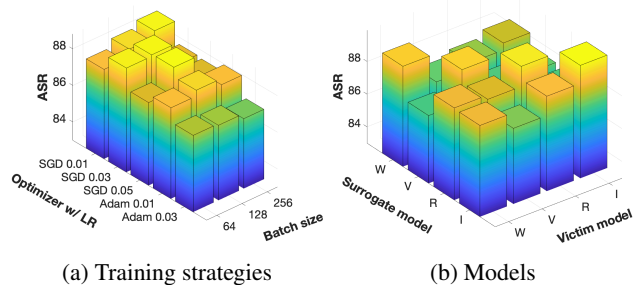 88
86
84
ASR
SGD 0.01
SGD 0.03
SGD 0.05
Adam 0.01
Adam 0.03
Optimizer w/ LR
64
128
256
Batch size
(a) Training strategies
88
86
84
ASR
W
V
R
I
Surrogate model
W
V
R
I
Victim model
(b) Models